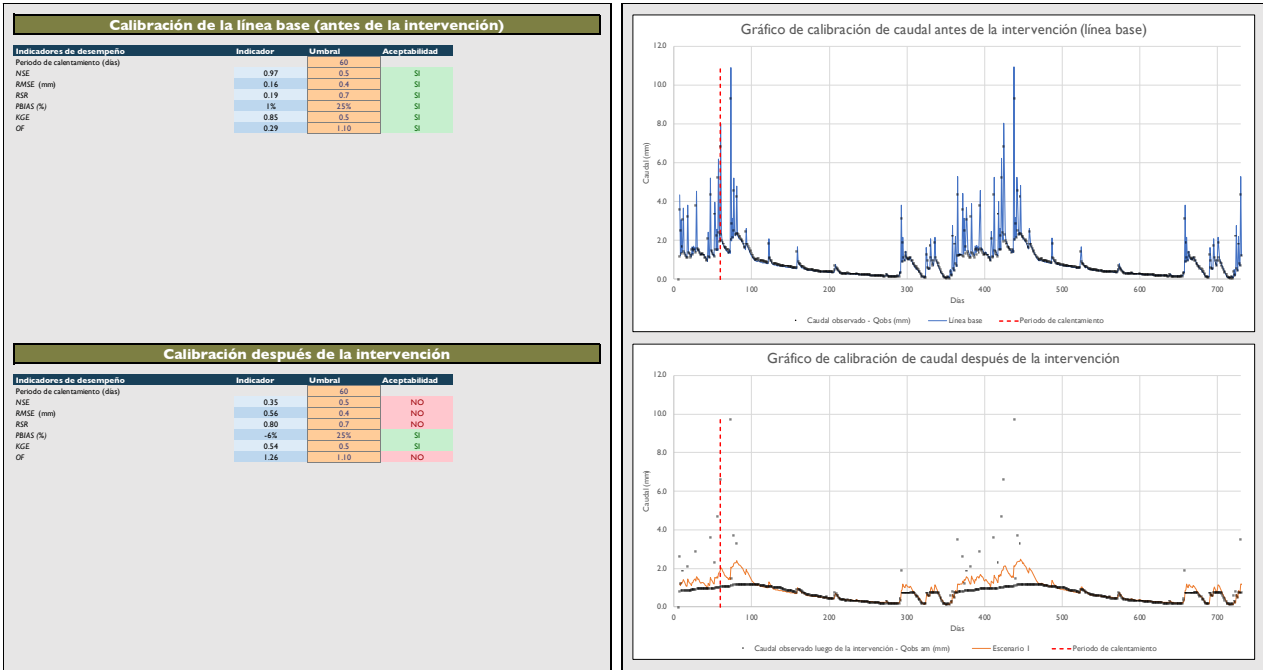 Calibración de la línea base (antes de la intervención)
Indicadores de desempeño Indicador Umbral Aceptabilidad
Periodo de calentamiento (días) 60
NSE 0.97 0.5 SI
RMSE (mm) 0.16 0.4 SI
RSR 0.19 0.7 SI
PBIAS (%) 1% 25% SI
KGE 0.85 0.5 SI
OF 0.29 1.10 SI
Gráfico de calibración de caudal antes de la intervención (línea base)
12.0
10.0
8.0
6.0
4.0
2.0
0.0
Caudal (mm)
0 100 200 300 400 500 600 700
Días
Caudal observado - Qobs (mm) Línea base Periodo de calentamiento
Calibración después de la intervención
Indicadores de desempeño Indicador Umbral Aceptabilidad
Periodo de calentamiento (días) 60
NSE 0.35 0.5 NO
RMSE (mm) 0.56 0.4 NO
RSR 0.80 0.7 NO
PBIAS (%) -6% 25% SI
KGE 0.54 0.5 SI
OF 1.26 1.10 NO
Gráfico de calibración de caudal después de la intervención
12.0
10.0
8.0
6.0
4.0
2.0
0.0
Caudal (mm)
0 100 200 300 400 500 600 700
Días
Caudal observado luego de la intervención - Qobs am (mm) Escenario 1 Periodo de calentamiento